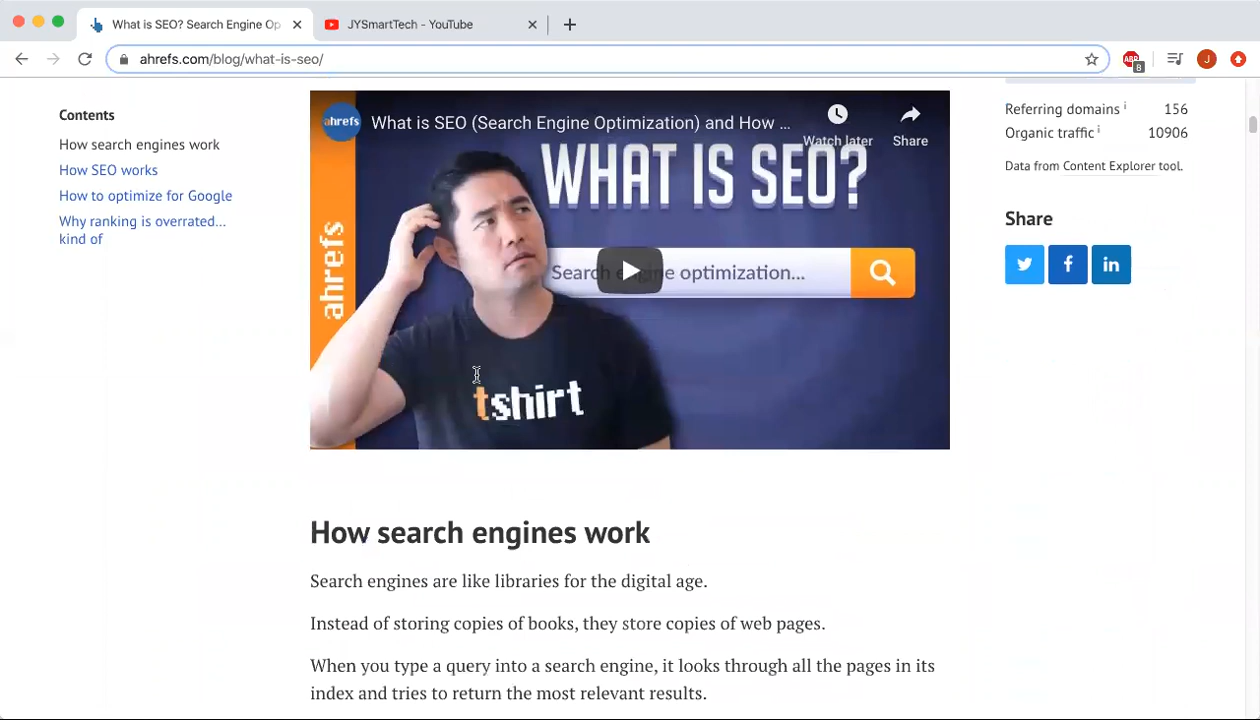 What is SEO? Search Engine Op
JYSmartTech - YouTube
ahrefs.com/blog/what-is-seo/
ABP
8
J
Contents
How search engines work
How SEO works
How to optimize for Google
Why ranking is overrated…
kind of
ahrefs
What is SEO (Search Engine Optimization) and How ...
Watch later
Share
WHAT IS SEO?
Search engine optimization...
ahrefs
tshirt
Referring domains i 156
Organic traffic i 10906
Data from Content Explorer tool.
Share
How search engines work
Search engines are like libraries for the digital age.
Instead of storing copies of books, they store copies of web pages.
When you type a query into a search engine, it looks through all the pages in its
index and tries to return the most relevant results.